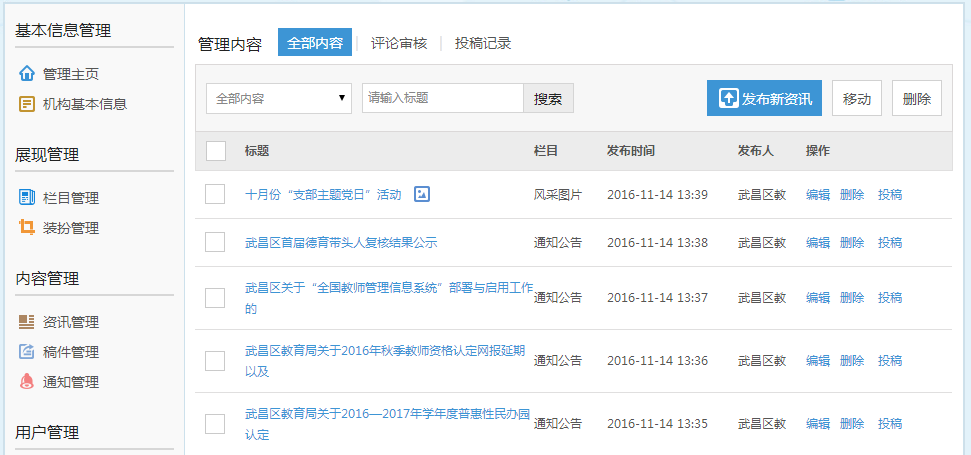 基本信息管理
管理主页
机构基本信息
展现管理
栏目管理
装扮管理
内容管理
资讯管理
稿件管理
通知管理
用户管理
管理内容 全部内容 评论审核 投稿记录
全部内容 请输入标题 搜索 发布新资讯 移动 删除
标题 栏目 发布时间 发布人 操作
十月份“支部主题党日”活动 风采图片 2016-11-14 13:39 武昌区教 编辑 删除 投稿
武昌区首届德育带头人复核结果公示 通知公告 2016-11-14 13:38 武昌区教 编辑 删除 投稿
武昌区关于“全国教师管理信息系统”部署与启用工作
的
通知公告 2016-11-14 13:37 武昌区教 编辑 删除 投稿
武昌区教育局关于2016年秋季教师资格认定网报延期
以及
通知公告 2016-11-14 13:36 武昌区教 编辑 删除 投稿
武昌区教育局关于2016—2017年学年度普惠性民办园
认定
通知公告 2016-11-14 13:35 武昌区教 编辑 删除 投稿